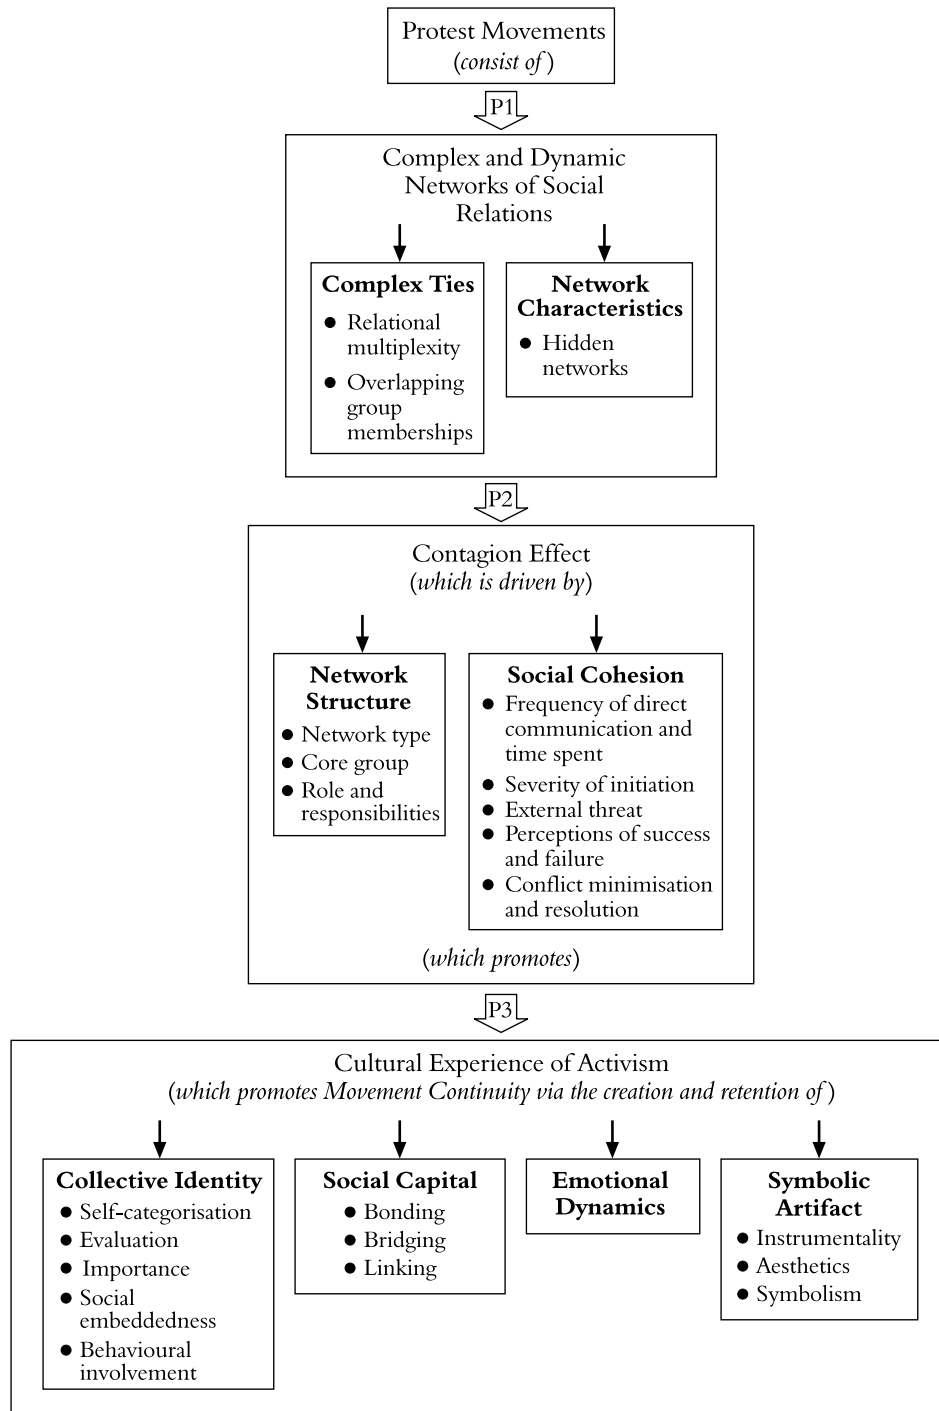 Protest Movements
(consist of)
P1
Complex and Dynamic
Networks of Social
Relations
Complex Ties
● Relational
multiplexity
● Overlapping
group
memberships
Network
Characteristics
● Hidden
networks
P2
Contagion Effect
(which is driven by)
Network
Structure
● Network type
● Core group
● Role and
responsibilities
Social Cohesion
● Frequency of direct
communication and
time spent
● Severity of initiation
● External threat
● Perceptions of success
and failure
● Conflict minimisation
and resolution
(which promotes)
P3
Cultural Experience of Activism
(which promotes Movement Continuity via the creation and retention of)
Collective Identity
● Self-categorisation
● Evaluation
● Importance
● Social
embeddedness
● Behavioural
involvement
Social Capital
● Bonding
● Bridging
● Linking
Emotional
Dynamics
Symbolic
Artifact
● Instrumentality
● Aesthetics
● Symbolism